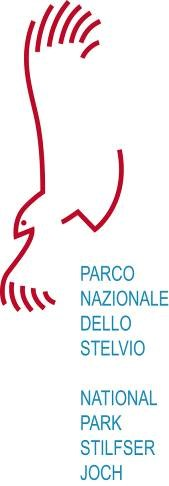 PARCO
NAZIONALE
DELLO
STELVIO
NATIONAL
PARK
STILFSER
JOCH